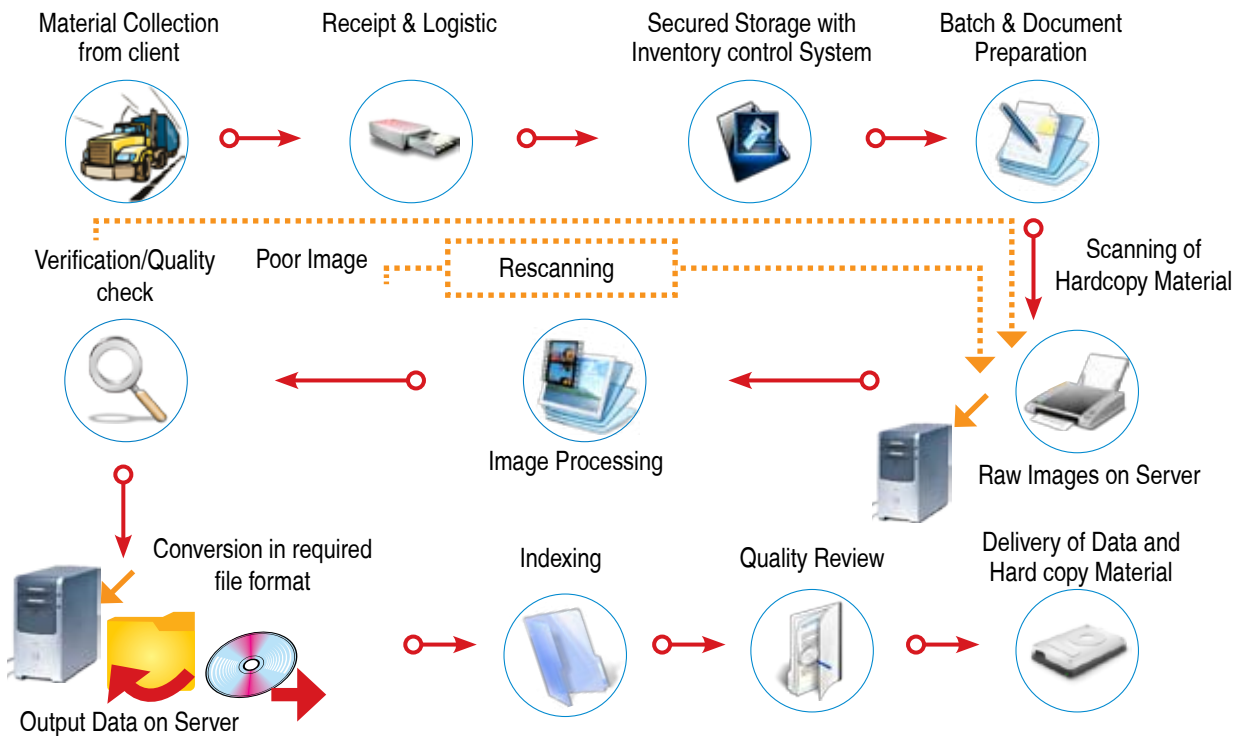 Material Collection
from client
Receipt & Logistic
Secured Storage with
Inventory control System
Batch & Document
Preparation
Verification/Quality
check
Poor Image
Rescanning
Scanning of
Hardcopy Material
Image Processing
Raw Images on Server
Conversion in required
file format
Output Data on Server
Indexing
Quality Review
Delivery of Data and
Hard copy Material